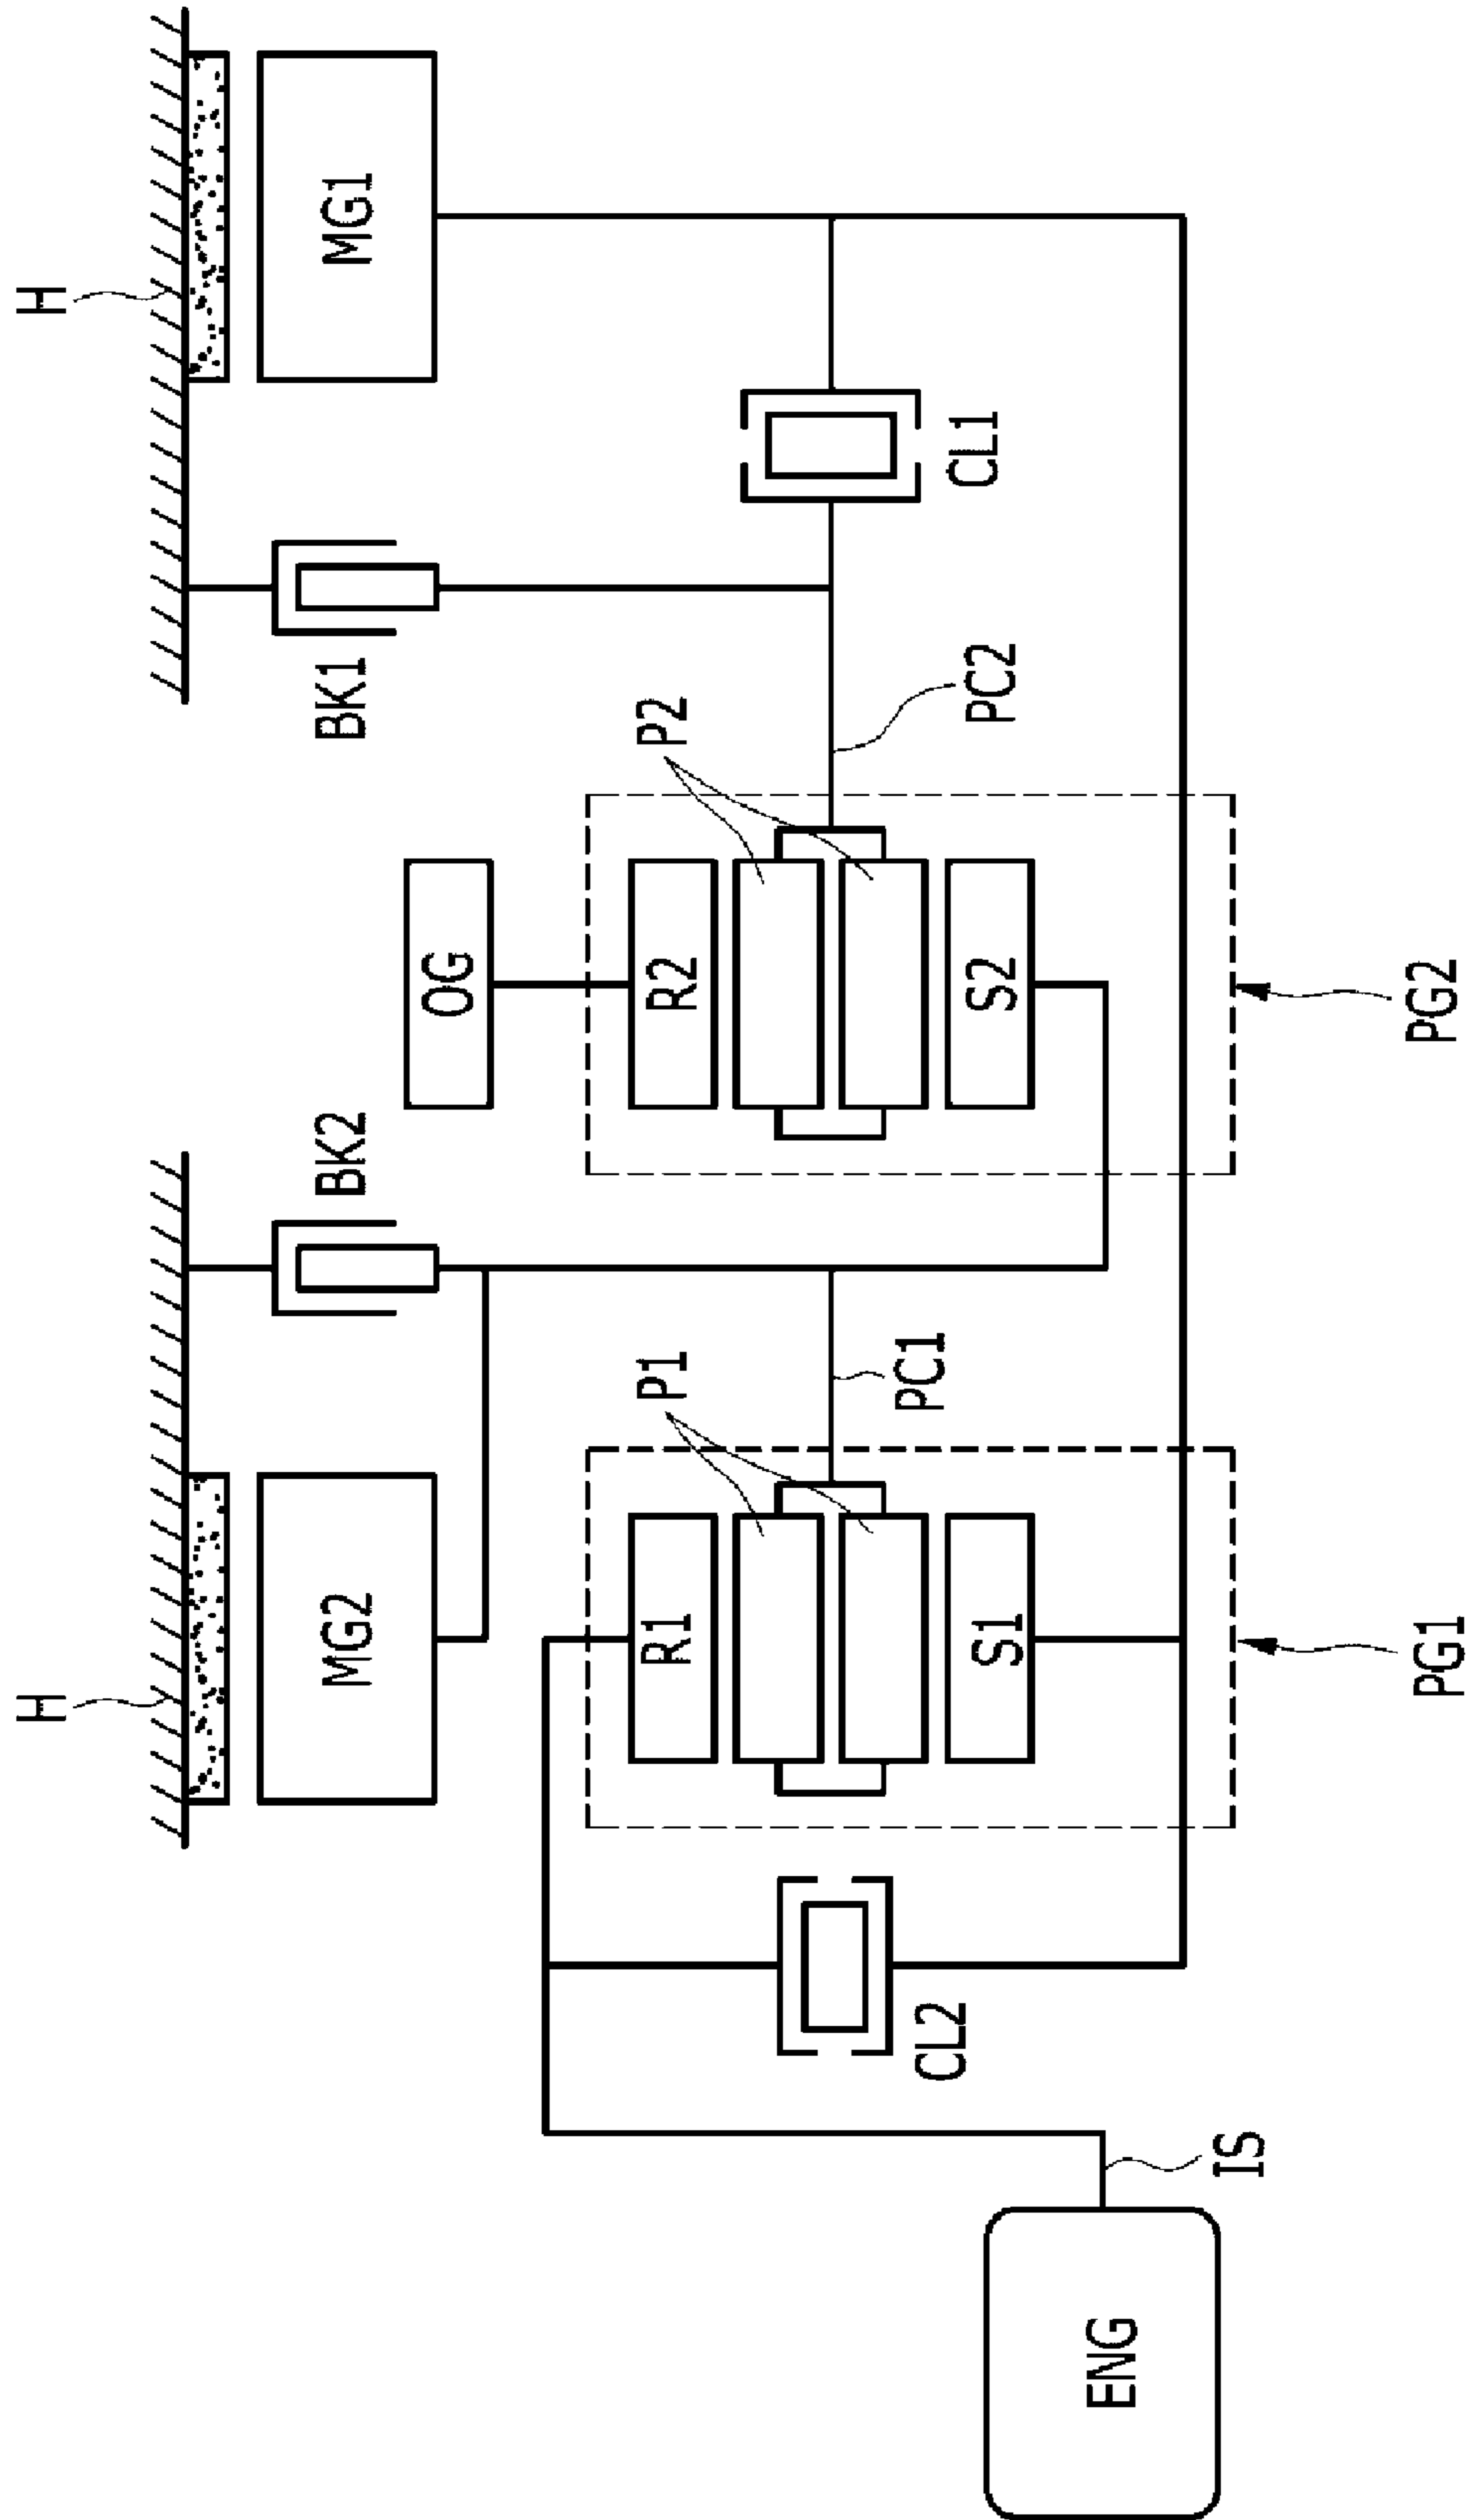 H
H
MG2
BK2
BK1
MG1
OG
P1
P2
R1
R2
PC1
CL1
CL2
S1
S2
PC2
ENG
IS
PG1
PG2